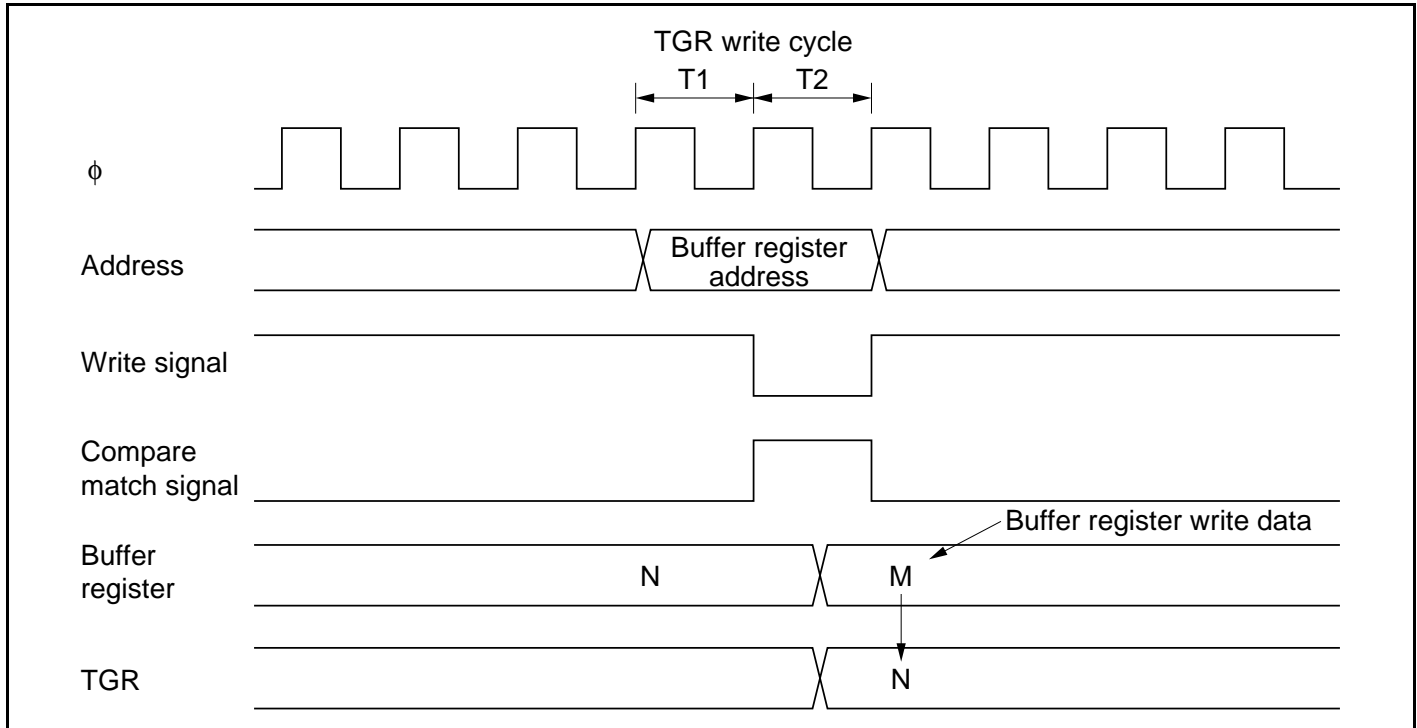 TGR write cycle
T1 T2
ϕ
Address
Buffer register
address
Write signal
Compare
match signal
Buffer register write data
Buffer
register
N M
TGR
N